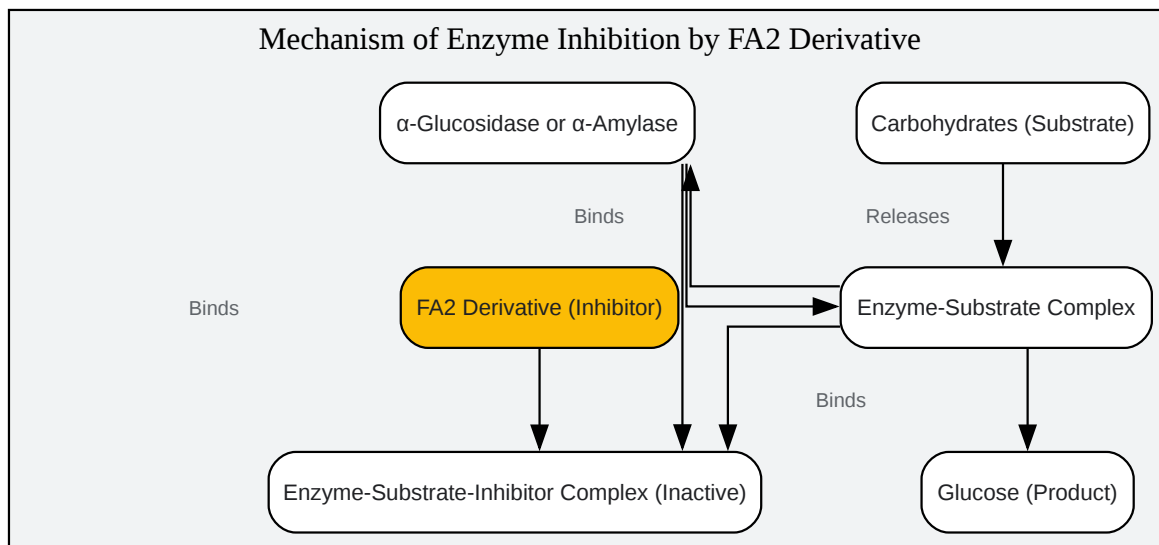 Mechanism of Enzyme Inhibition by FA2 Derivative
α-Glucosidase or α-Amylase
Carbohydrates (Substrate)
Binds
Releases
Binds
FA2 Derivative (Inhibitor)
Enzyme-Substrate Complex
Binds
Enzyme-Substrate-Inhibitor Complex (Inactive)
Glucose (Product)